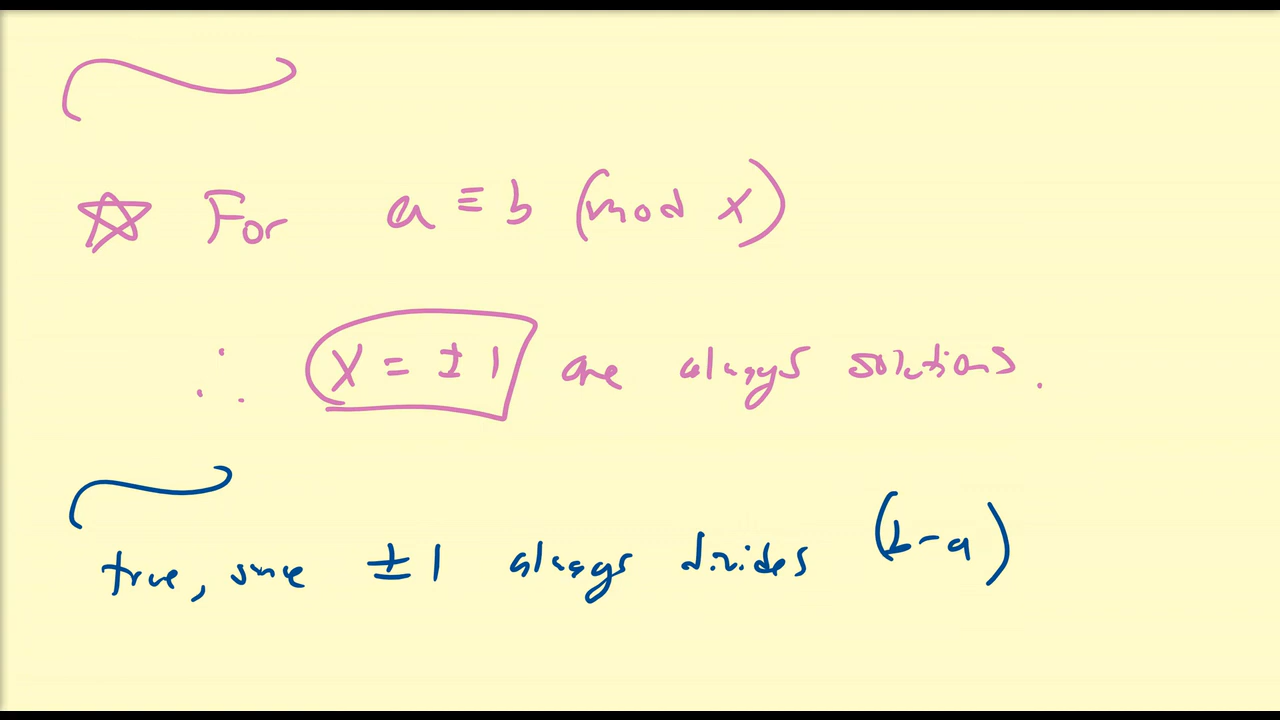 ☆ For a ≡ b (mod x)
∴ x = ± 1 are always solutions.
true, since ± 1 always divides (b-a)